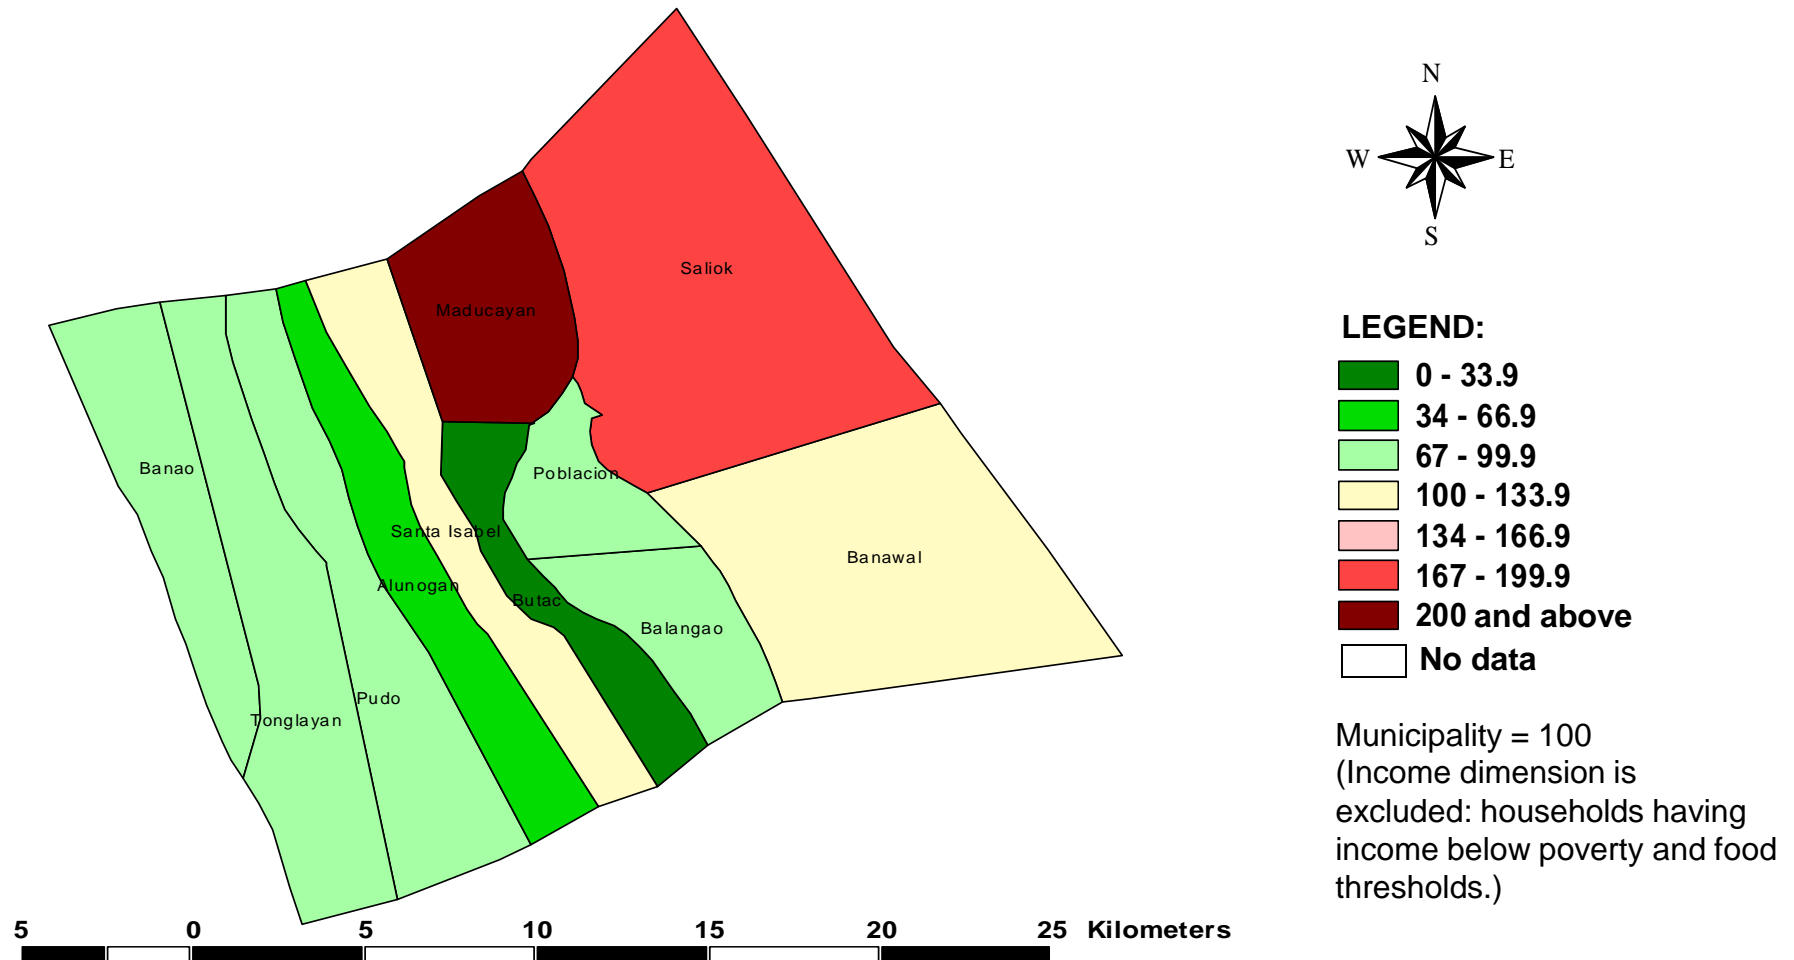 N
W E
S
Saliok
Maducayan
LEGEND:
0 - 33.9
34 - 66.9
67 - 99.9
100 - 133.9
134 - 166.9
167 - 199.9
200 and above
No data
Banao
Poblacion
Santa Isabel
Banawal
Alunogan
Butac
Balangao
Pudo
Tonglayan
Municipality = 100
(Income dimension is
excluded: households having
income below poverty and food
thresholds.)
5 0 5 10 15 20 25 Kilometers